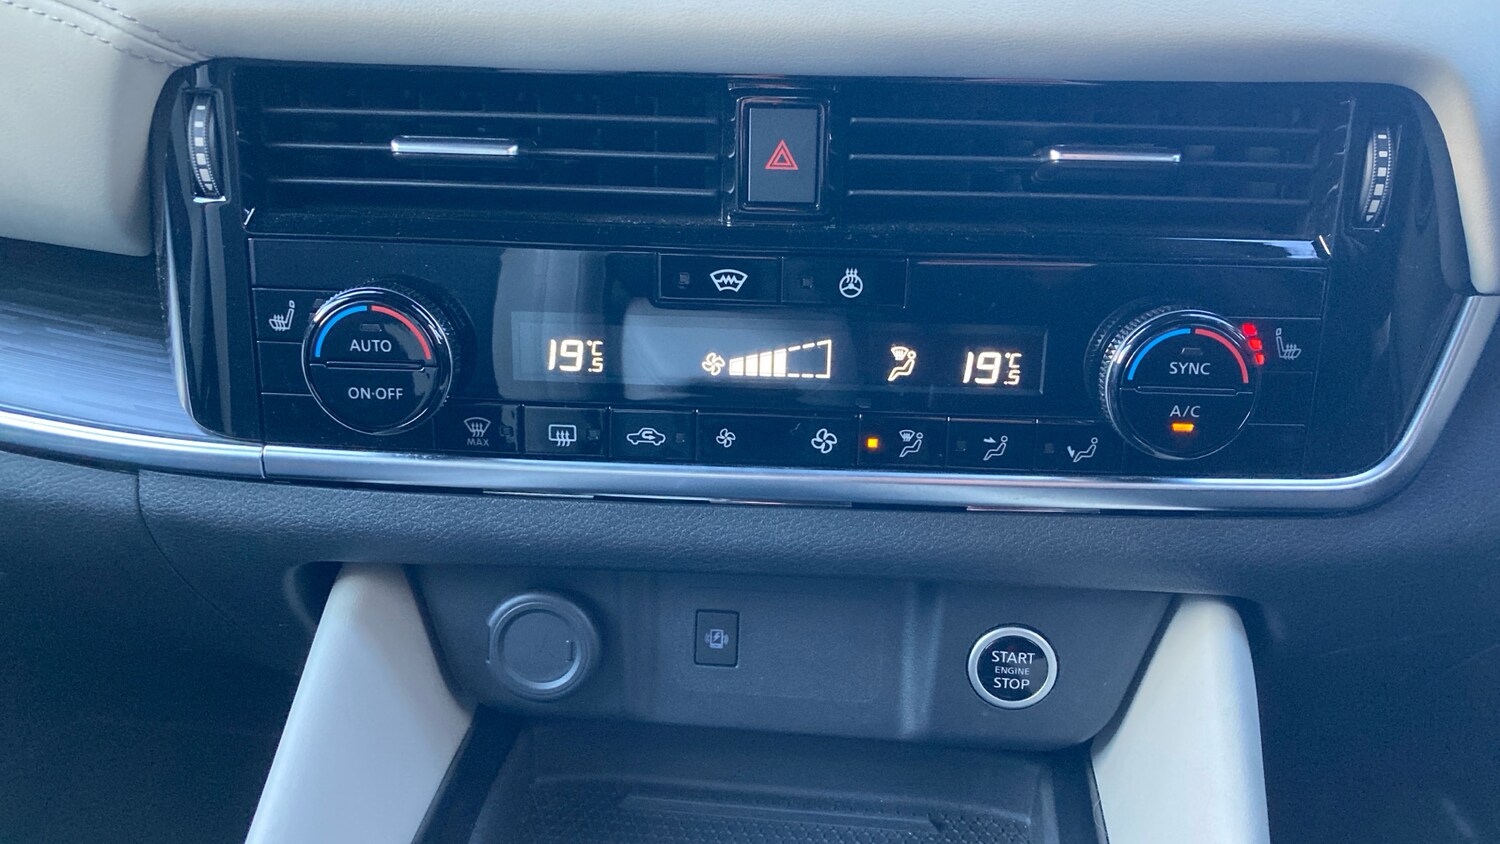 AUTO
ON·OFF
19.5°C
19.5°C
SYNC
A/C
MAX
START
ENGINE
STOP